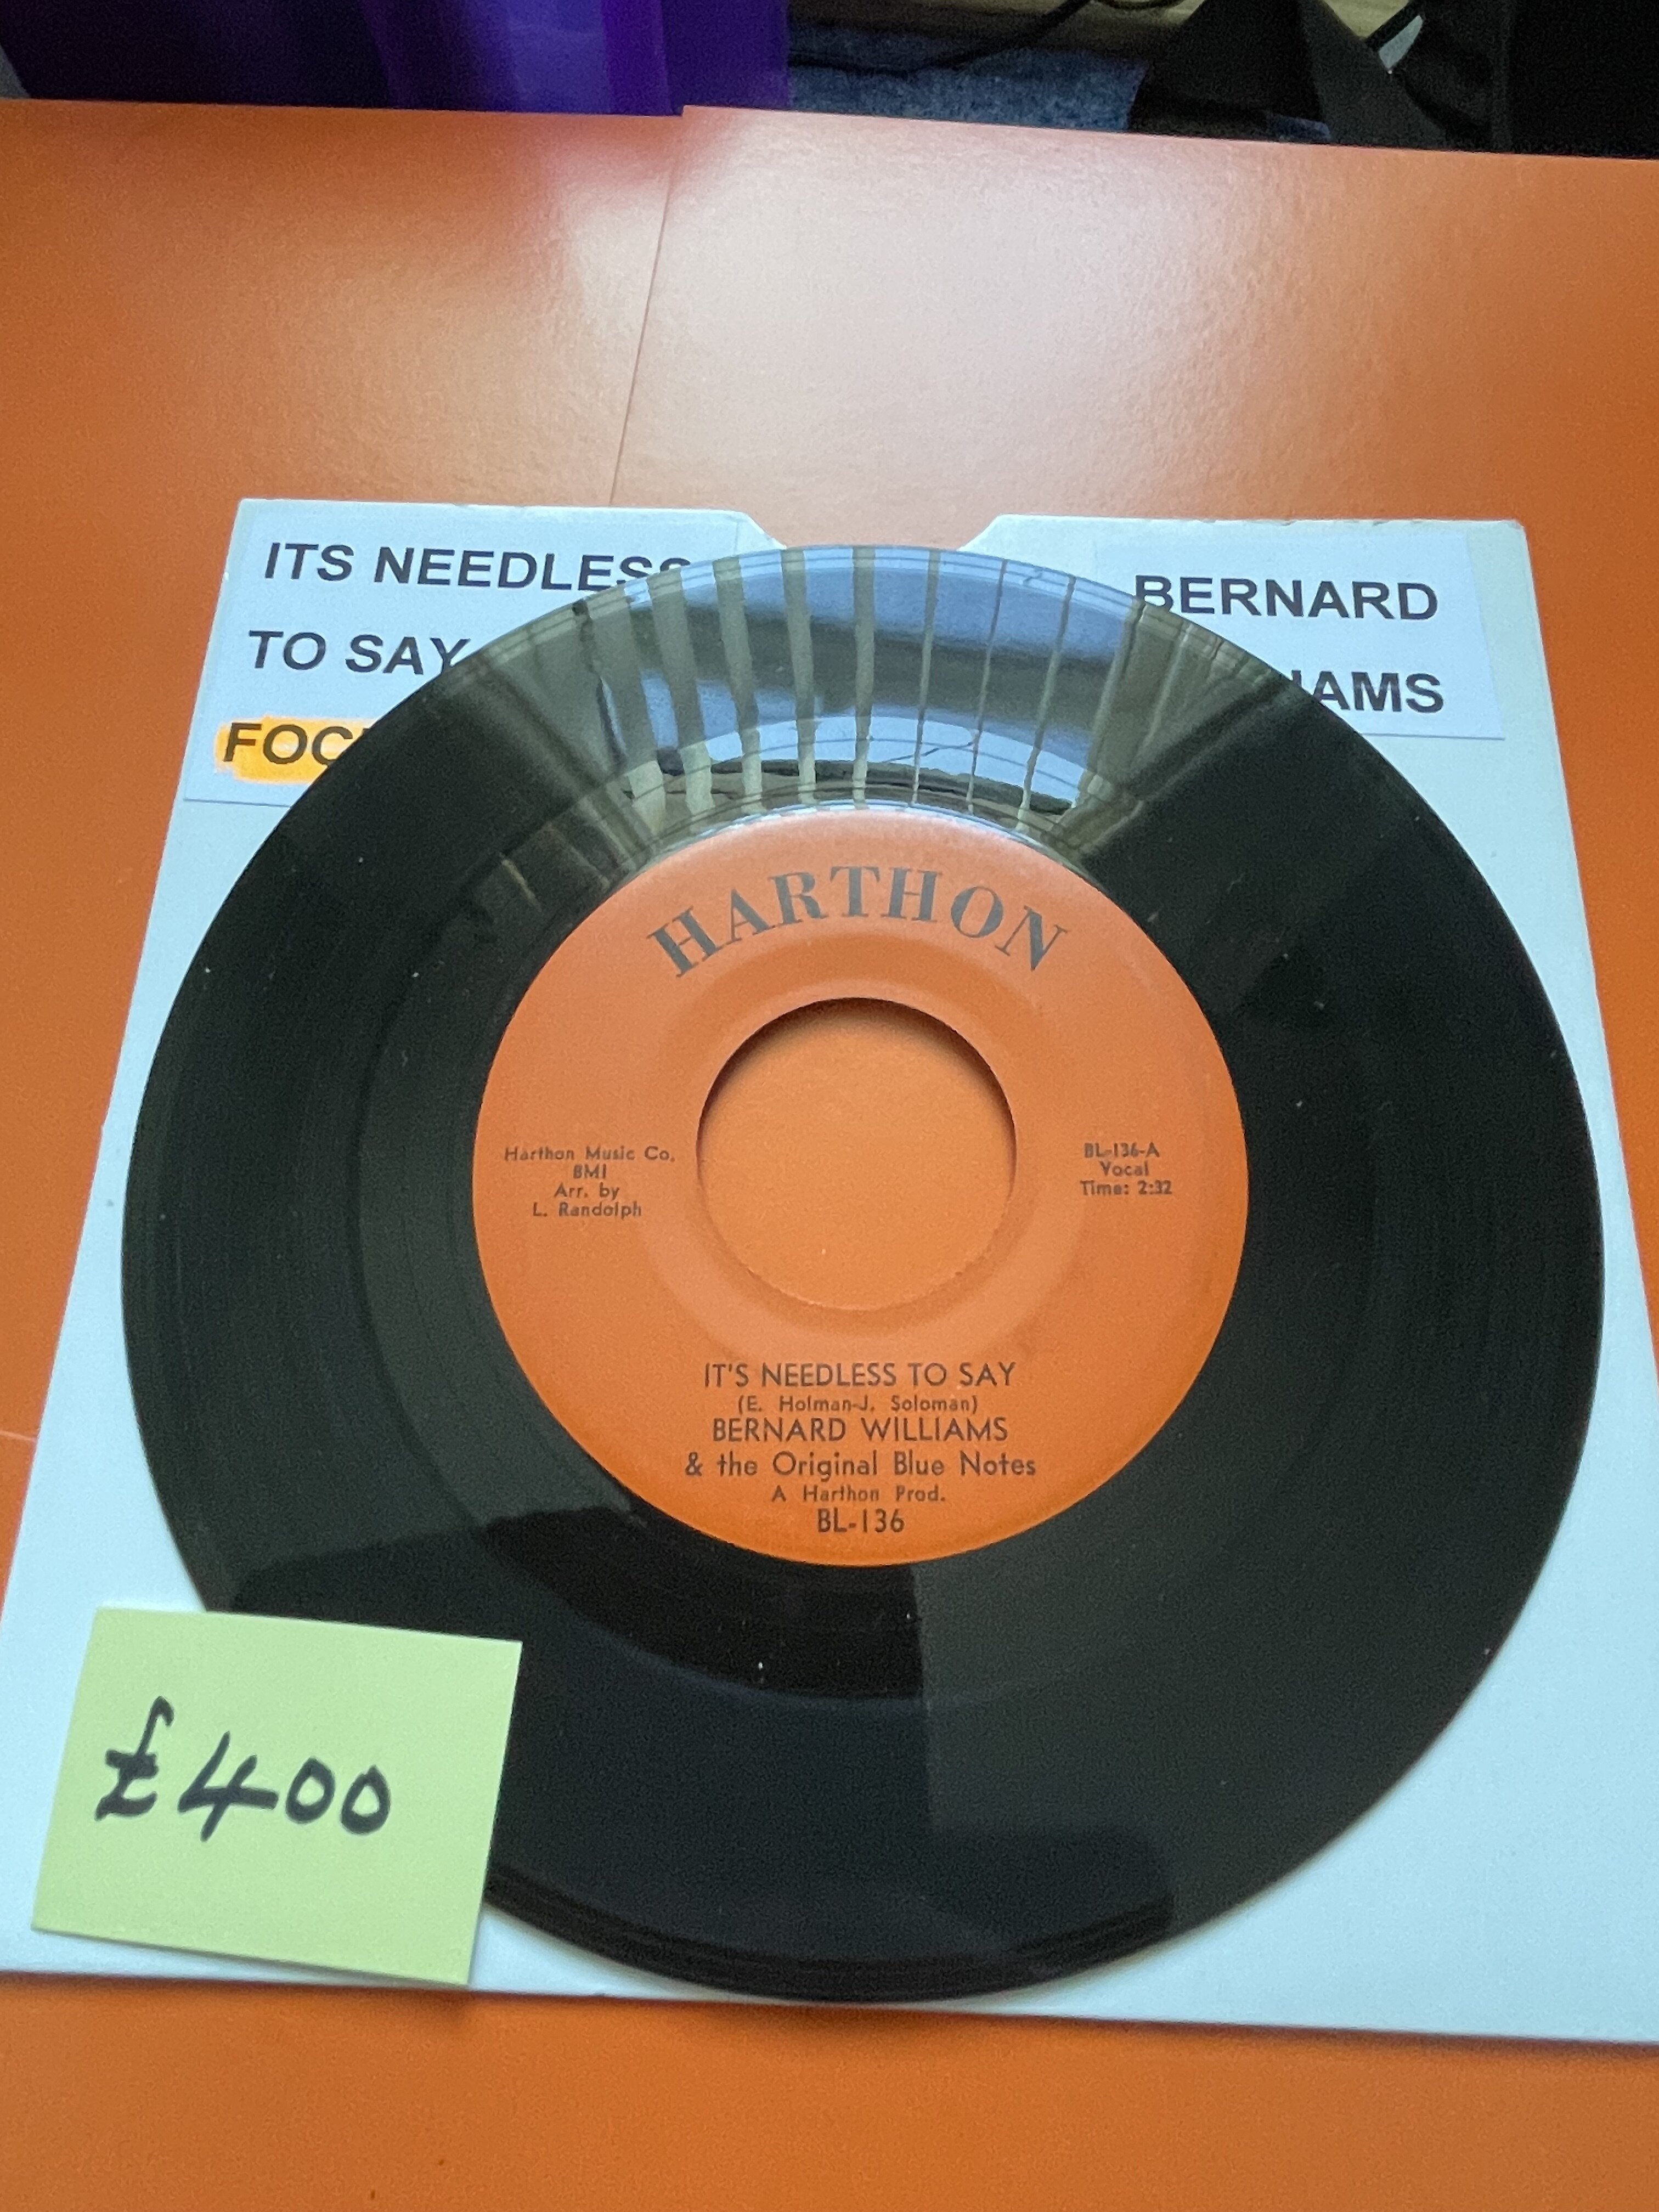 ITS NEEDLESS
TO SAY
BERNARD
HARTHON
Harthon Music Co.
BMI
Arr. by
L. Randolph
BL-136-A
Vocal
Time: 2:32
IT'S NEEDLESS TO SAY
(E. Holman-J. Soloman)
BERNARD WILLIAMS
& the Original Blue Notes
A Harthon Prod.
BL-136
£400